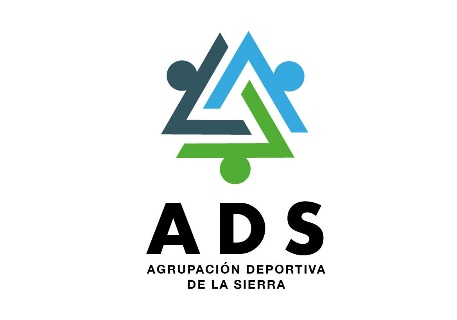 ADS
AGRUPACIÓN DEPORTIVA
DE LA SIERRA